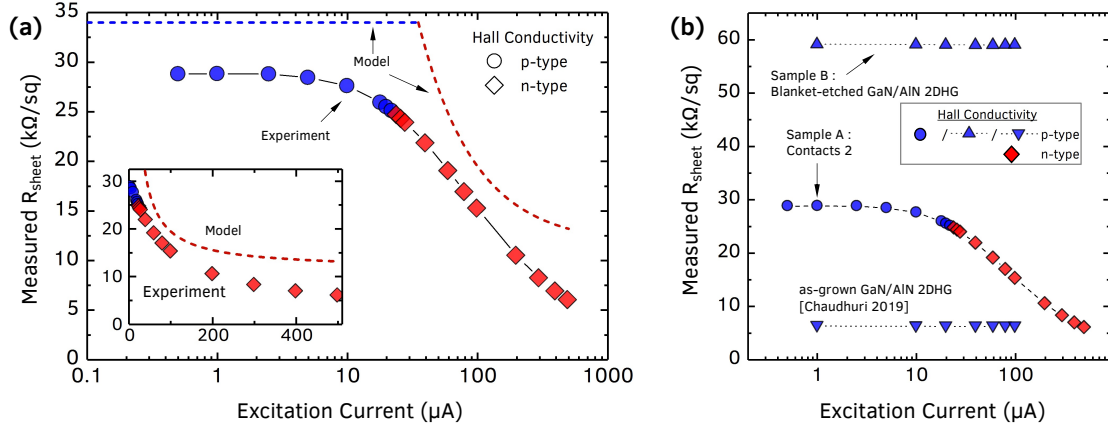 (a)
35
30
25
20
15
10
5
0
Measured R_sheet (kΩ/sq)
0.1
1
10
100
1000
Excitation Current (µA)
Hall Conductivity
p-type
n-type
Model
Experiment
30
20
10
0
0
200
400
Model
Experiment
(b)
60
50
40
30
20
10
0
Measured R_sheet (kΩ/sq)
1
10
100
Excitation Current (µA)
Sample B :
Blanket-etched GaN/AlN 2DHG
Hall Conductivity
/ / p-type
n-type
Sample A :
Contacts 2
as-grown GaN/AlN 2DHG
[Chaudhuri 2019]